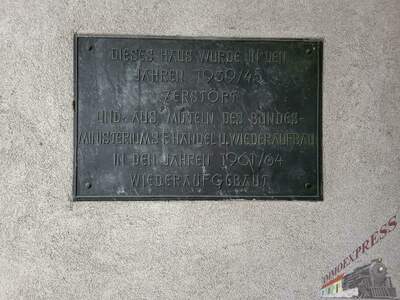 DIESES HAUS WURDE IN DEN
JAHREN 1939/45
ZERSTÖRT
UND AUS MITTELN DES BUNDES-
MINISTERIUMS F. HANDEL U. WIEDERAUFBAU
IN DEN JAHREN 1961/64
WIEDERAUFGEBAUT
IMMOEXPRESS